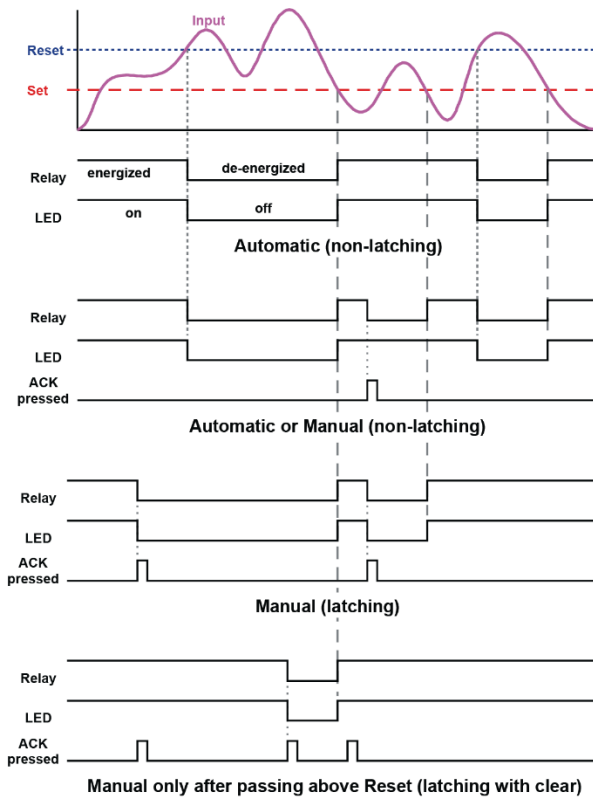 Input
Reset
Set
Relay energized de-energized
LED on off
Automatic (non-latching)
Relay
LED
ACK
pressed
Automatic or Manual (non-latching)
Relay
LED
ACK
pressed
Manual (latching)
Relay
LED
ACK
pressed
Manual only after passing above Reset (latching with clear)